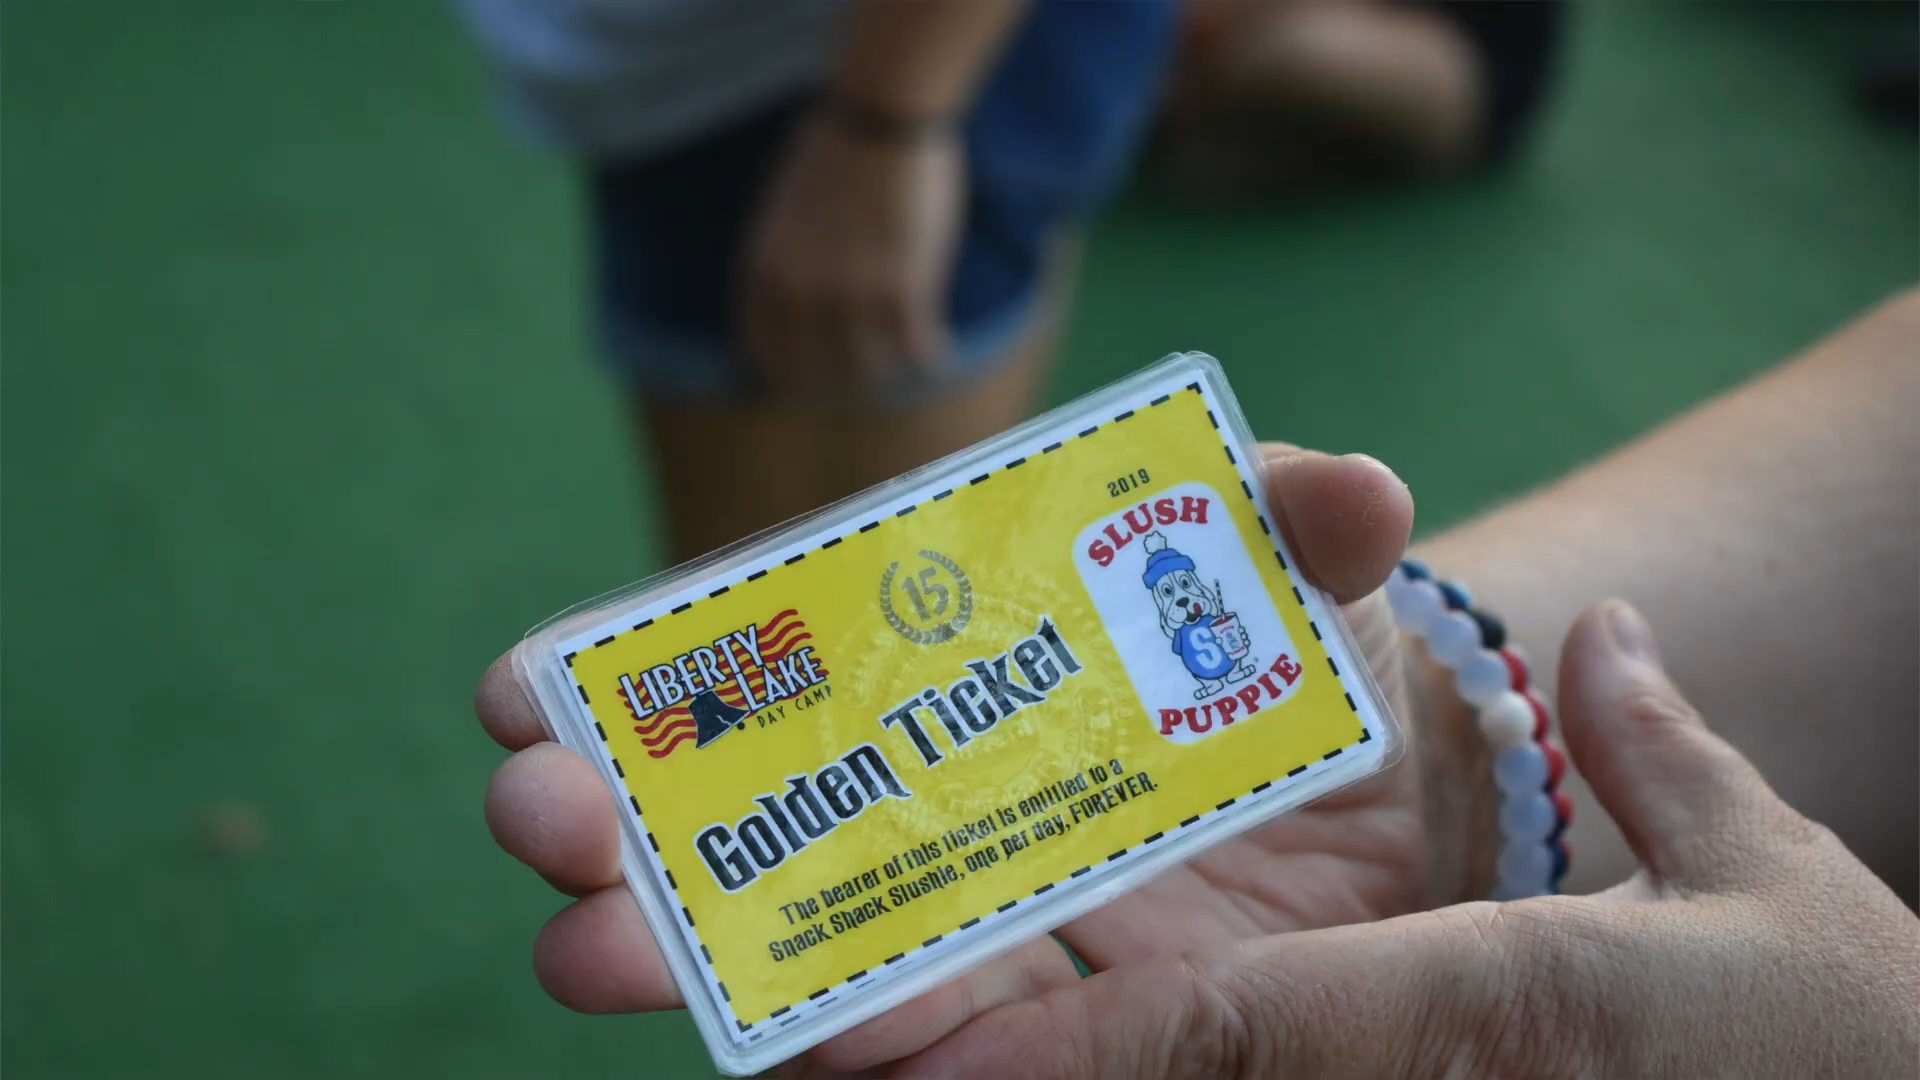 2019
SLUSH
PUPPIE
S
15
LIBERTY
LAKE
DAY CAMP
Golden Ticket
The bearer of this ticket is entitled to a
Snack Shack Slushie, one per day, FOREVER.